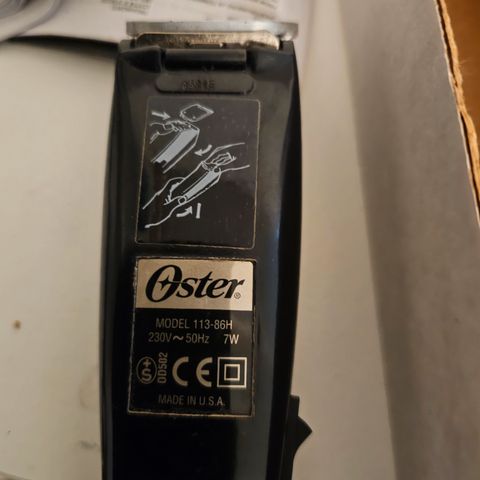 Oster®
MODEL 113-86H
230V~50Hz 7W
+S OD502 CE
MADE IN U.S.A.